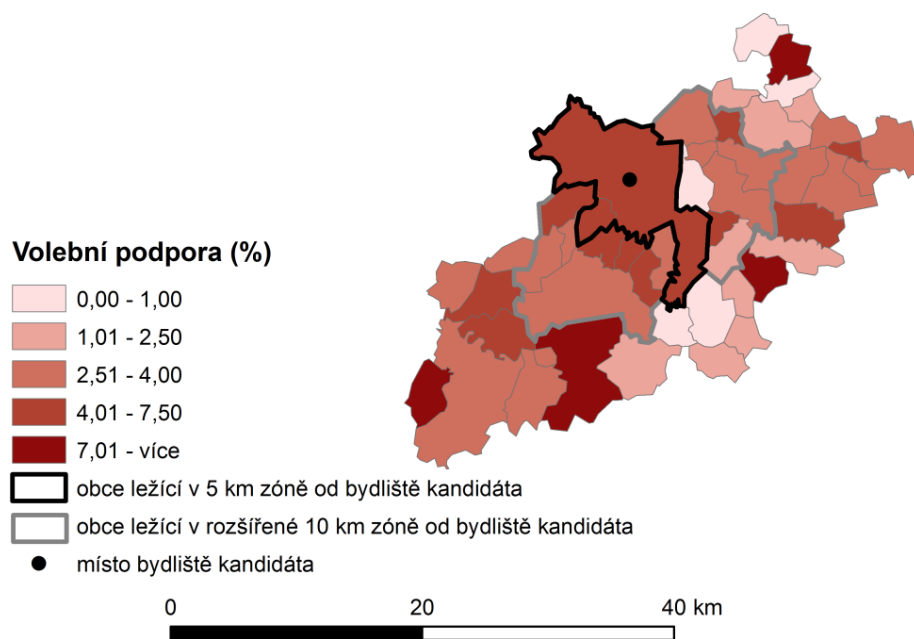 Volební podpora (%)
0,00 - 1,00
1,01 - 2,50
2,51 - 4,00
4,01 - 7,50
7,01 - více
obce ležící v 5 km zóně od bydliště kandidáta
obce ležící v rozšířené 10 km zóně od bydliště kandidáta
místo bydliště kandidáta
0 20 40 km